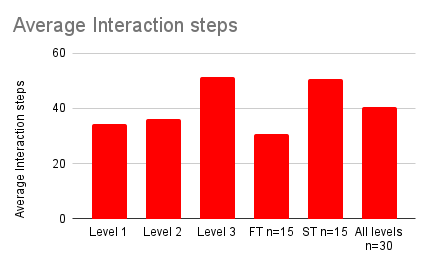 Average Interaction steps
Average Interaction steps
60
40
20
0
Level 1 Level 2 Level 3 FT n=15 ST n=15 All levels
n=30